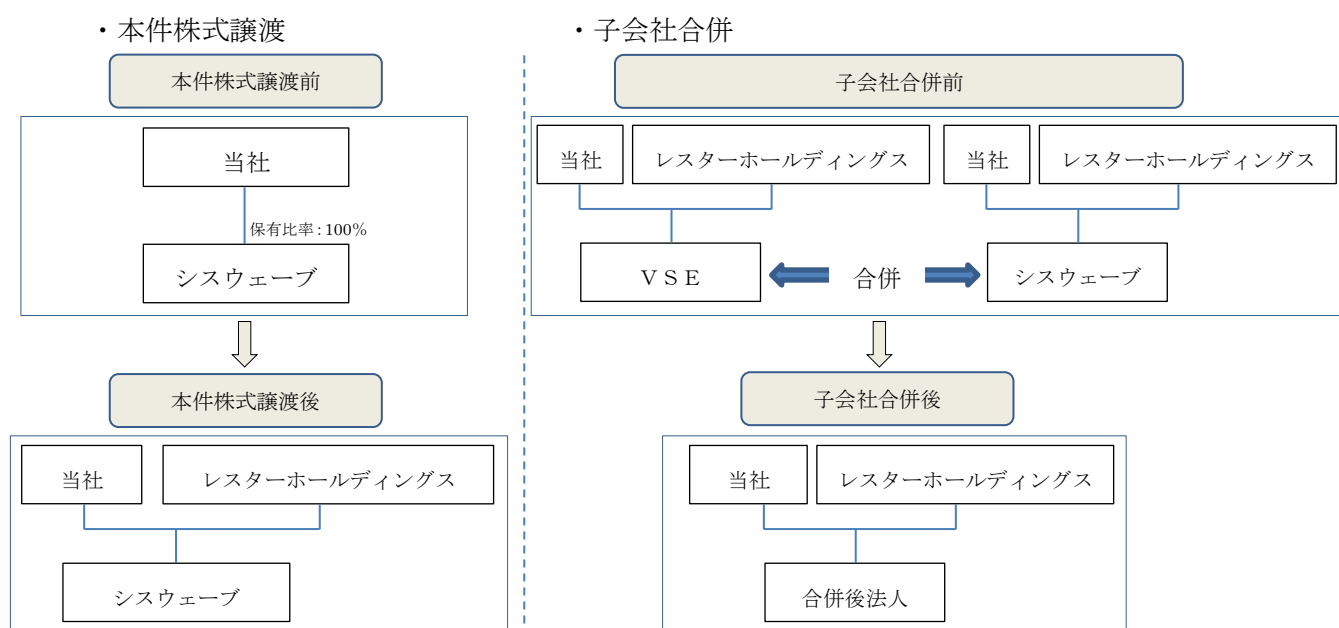 ・本件株式譲渡
本件株式譲渡前
当社
保有比率：100％
シスウェーブ
本件株式譲渡後
当社
レスターホールディングス
シスウェーブ
・子会社合併
子会社合併前
当社
レスターホールディングス
当社
レスターホールディングス
ＶＳＥ
合併
シスウェーブ
子会社合併後
当社
レスターホールディングス
合併後法人